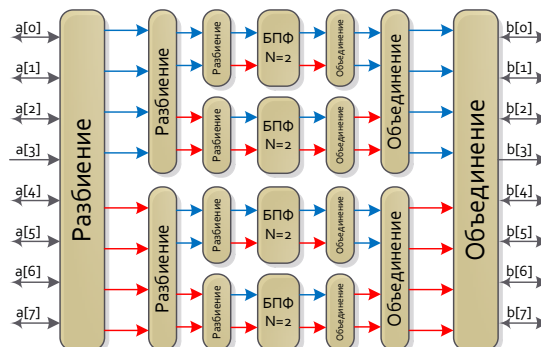 a[0]
a[1]
a[2]
a[3]
a[4]
a[5]
a[6]
a[7]
Разбиение
Разбиение
Разбиение
Разбиение
Разбиение
Разбиение
Разбиение
БПФ
N=2
БПФ
N=2
БПФ
N=2
БПФ
N=2
Объединение
Объединение
Объединение
Объединение
Объединение
Объединение
Объединение
b[0]
b[1]
b[2]
b[3]
b[4]
b[5]
b[6]
b[7]